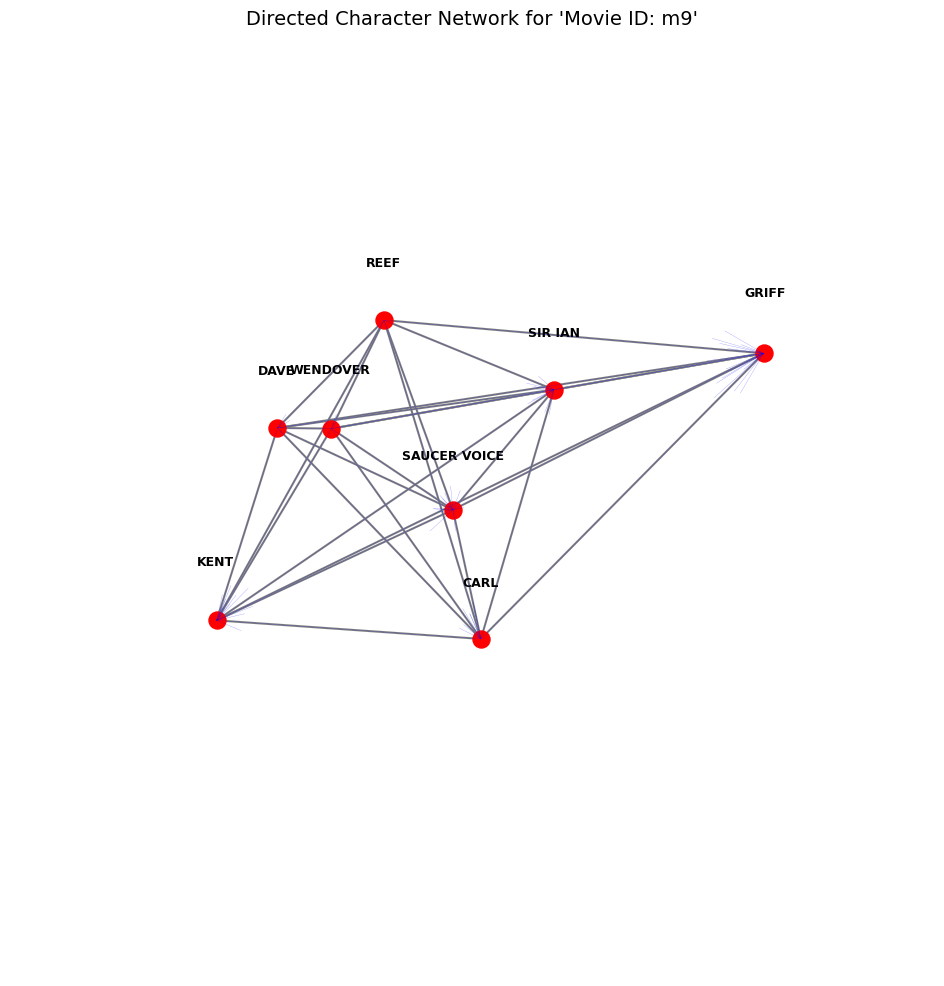 Directed Character Network for 'Movie ID: m9'
REEF
GRIFF
SIR IAN
DAVE
WENDOVER
SAUCER VOICE
KENT
CARL